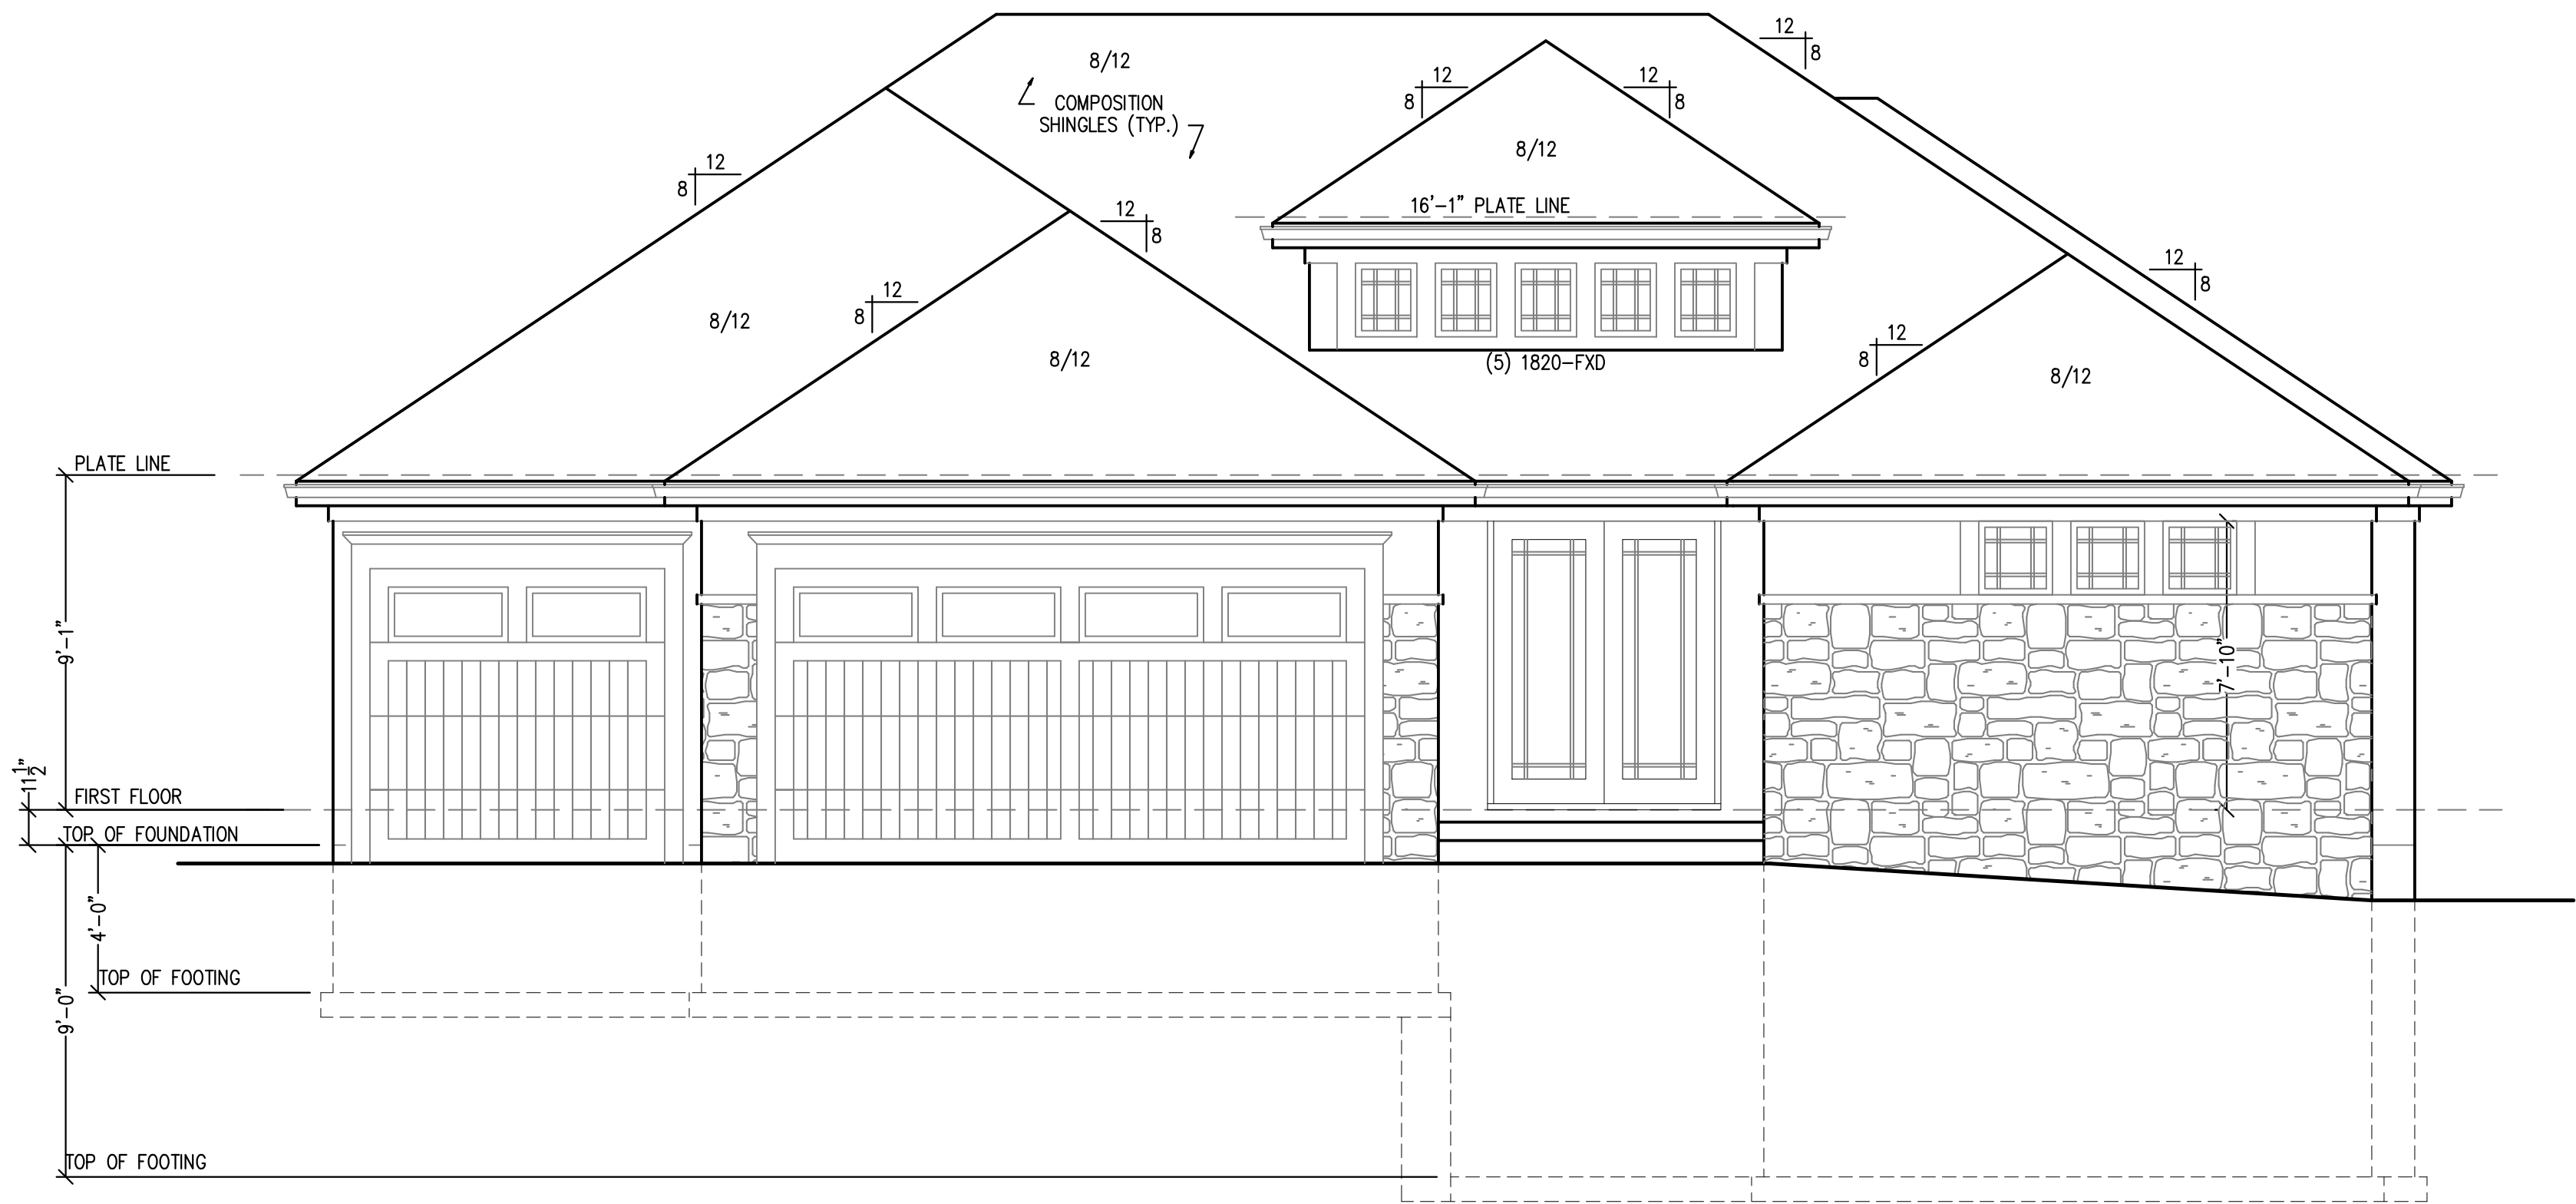 12
8
8/12
12
8
12
8
COMPOSITION
SHINGLES (TYP.)
8/12
12
8
16'-1" PLATE LINE
12
8
12
8
12
8
8/12
8/12
(5) 1820-FXD
12
8
8/12
PLATE LINE
9'-1"
7'-10"
11 1/2"
FIRST FLOOR
TOP OF FOUNDATION
4'-0"
TOP OF FOOTING
9'-0"
TOP OF FOOTING